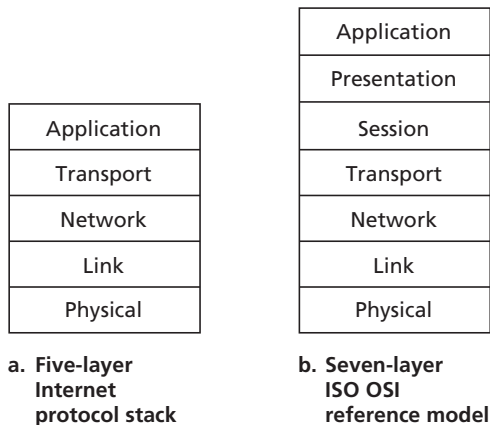 Application
Transport
Network
Link
Physical
a. Five-layer
Internet
protocol stack
Application
Presentation
Session
Transport
Network
Link
Physical
b. Seven-layer
ISO OSI
reference model